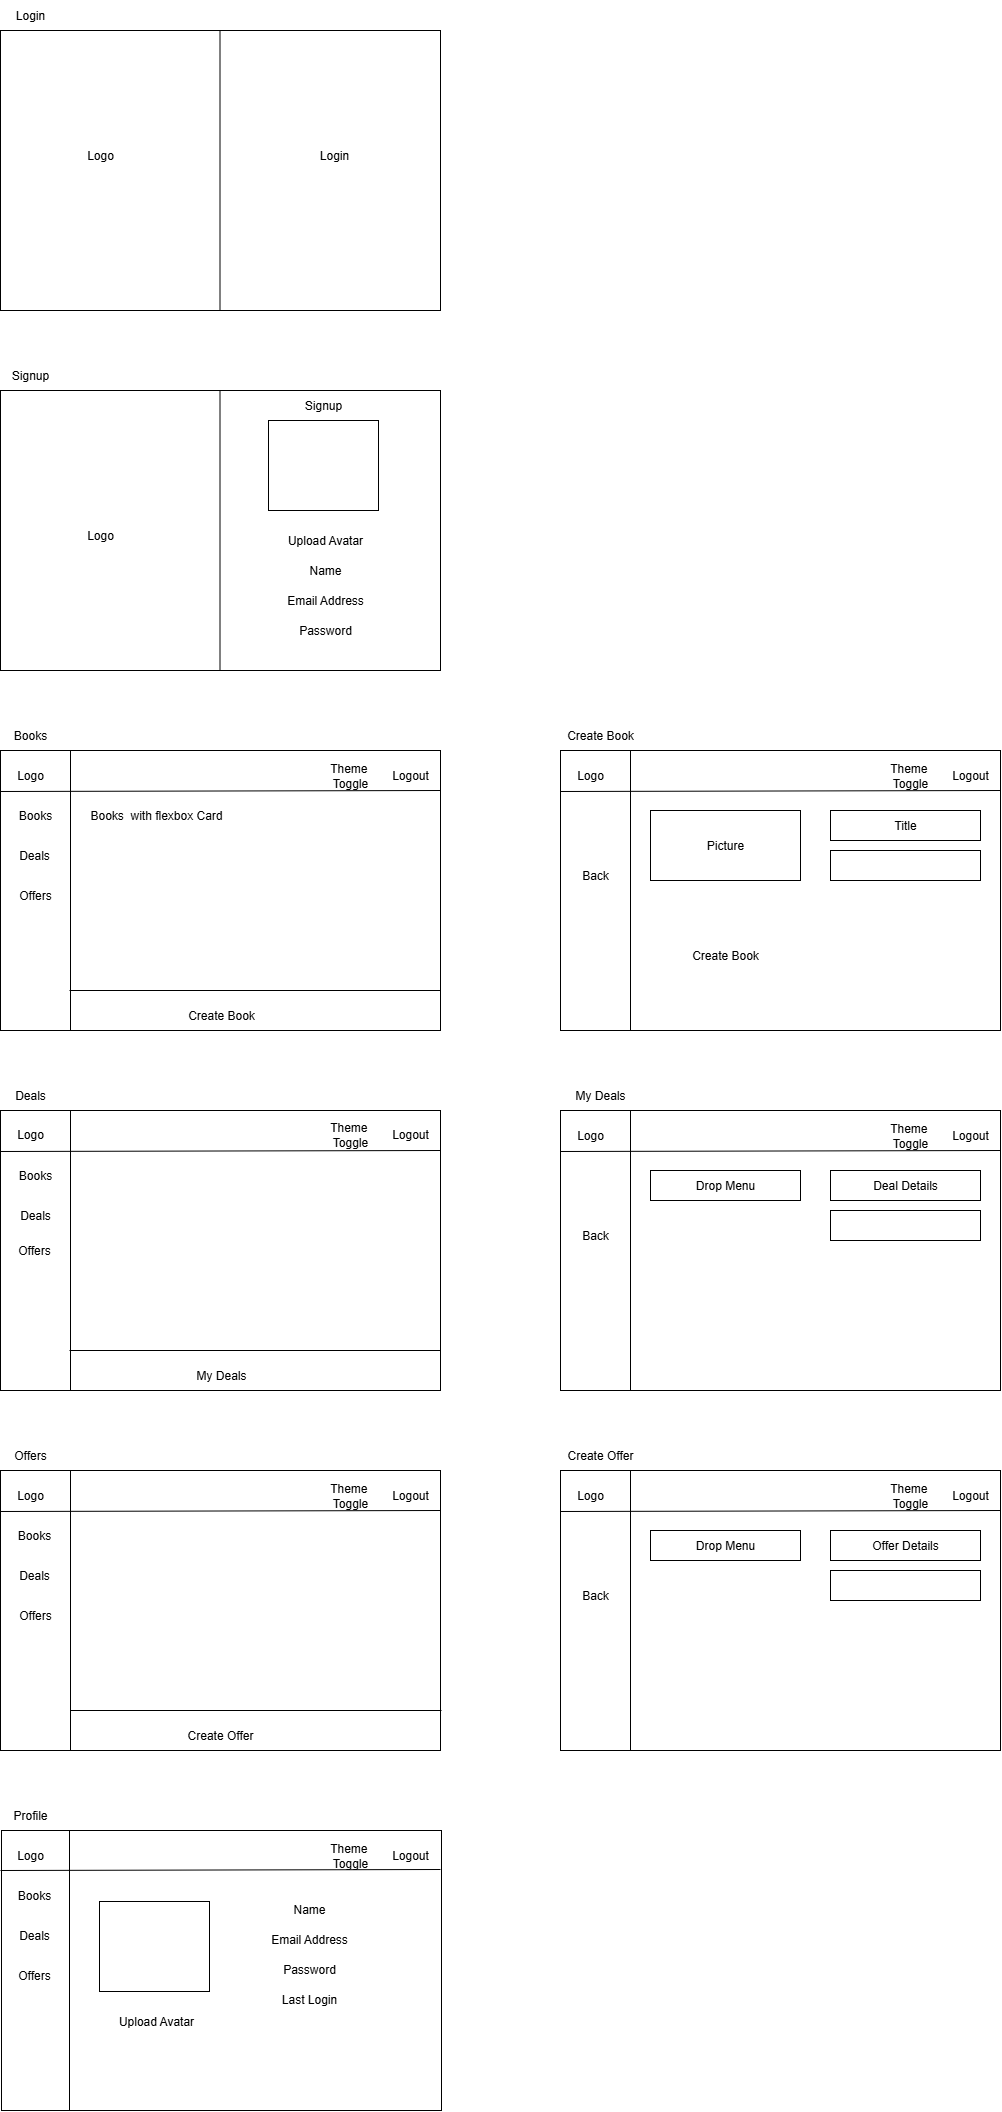 Login
Logo
Login
Signup
Logo
Signup
Upload Avatar
Name
Email Address
Password
Books
Logo
Theme
Toggle
Logout
Books
Deals
Offers
Books  with flexbox Card
Create Book
Create Book
Logo
Theme
Toggle
Logout
Back
Picture
Title
Create Book
Deals
Logo
Theme
Toggle
Logout
Books
Deals
Offers
My Deals
My Deals
Logo
Theme
Toggle
Logout
Back
Drop Menu
Deal Details
Offers
Logo
Theme
Toggle
Logout
Books
Deals
Offers
Create Offer
Create Offer
Logo
Theme
Toggle
Logout
Back
Drop Menu
Offer Details
Profile
Logo
Theme
Toggle
Logout
Books
Deals
Offers
Upload Avatar
Name
Email Address
Password
Last Login